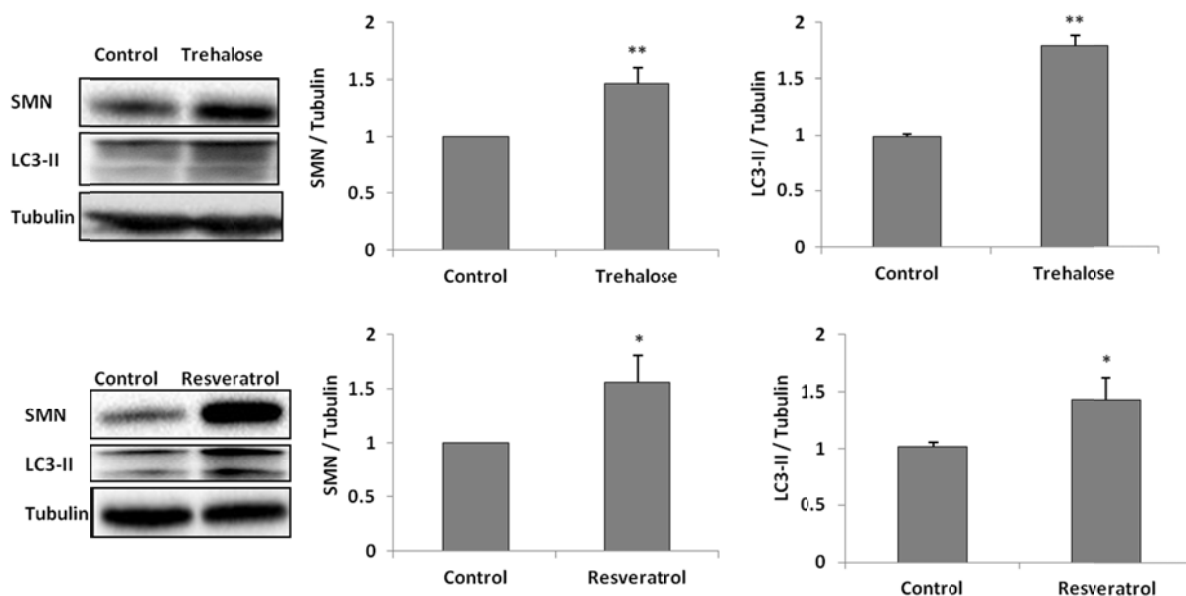 Control Trehalose
SMN
LC3-II
Tubulin
SMN / Tubulin
2
1.5
1
0.5
0
**
Control Trehalose
LC3-II / Tubulin
2
1.5
1
0.5
0
**
Control Trehalose
Control Resveratrol
SMN
LC3-II
Tubulin
SMN / Tubulin
2
1.5
1
0.5
0
*
Control Resveratrol
LC3-II / Tubulin
2
1.5
1
0.5
0
*
Control Resveratrol